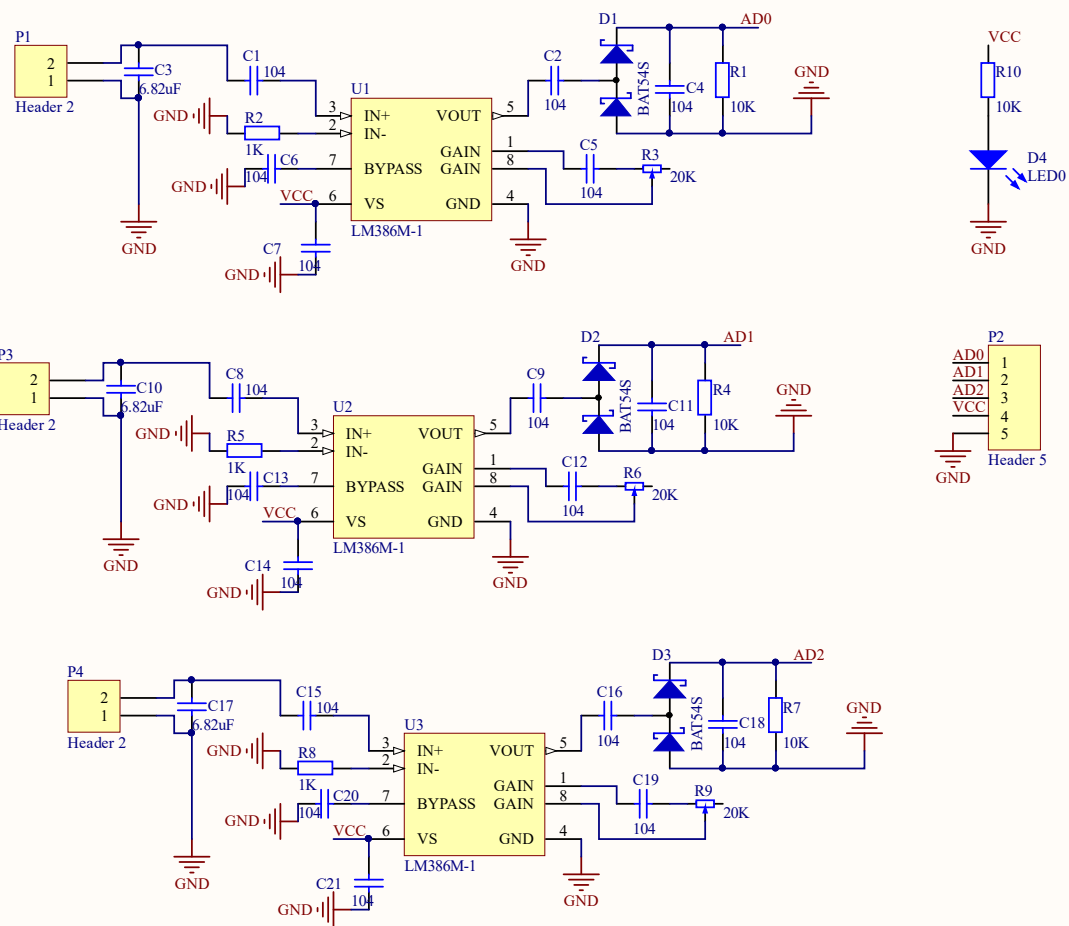 P1
2
1
Header 2
C3
6.82uF
GND
C1
104
GND
R2
1K
GND
C6
104
VCC
GND
C7
104
U1
3
2
7
6
IN+
IN-
BYPASS
VS
VOUT
GAIN
GAIN
GND
5
1
8
4
LM386M-1
GND
C2
104
C5
104
R3
20K
D1
BAT54S
AD0
C4
104
R1
10K
GND
VCC
R10
10K
D4
LED0
GND
P3
2
1
Header 2
C10
6.82uF
GND
C8
104
GND
R5
1K
GND
C13
104
VCC
GND
C14
104
U2
3
2
7
6
IN+
IN-
BYPASS
VS
VOUT
GAIN
GAIN
GND
5
1
8
4
LM386M-1
GND
C9
104
C12
104
R6
20K
D2
BAT54S
AD1
C11
104
R4
10K
GND
P2
AD0
AD1
AD2
VCC
1
2
3
4
5
GND
Header 5
P4
2
1
Header 2
C17
6.82uF
GND
C15
104
GND
R8
1K
GND
C20
104
VCC
GND
C21
104
U3
3
2
7
6
IN+
IN-
BYPASS
VS
VOUT
GAIN
GAIN
GND
5
1
8
4
LM386M-1
GND
C16
104
C19
104
R9
20K
D3
BAT54S
AD2
C18
104
R7
10K
GND